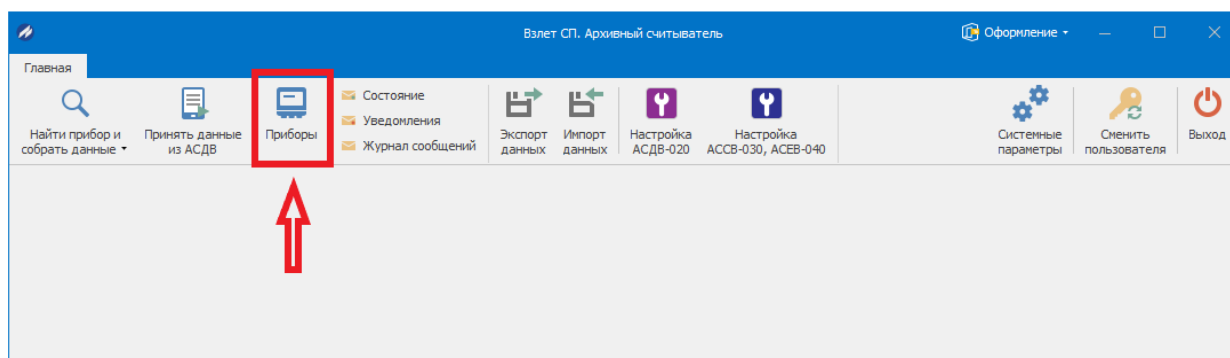 Взлет СП. Архивный считыватель
Оформление
Главная
Найти прибор и
собрать данные
Принять данные
из АСДВ
Приборы
Состояние
Уведомления
Журнал сообщений
Экспорт
данных
Импорт
данных
Настройка
АСДВ-020
Настройка
АССВ-030, АСЕВ-040
Системные
параметры
Сменить
пользователя
Выход